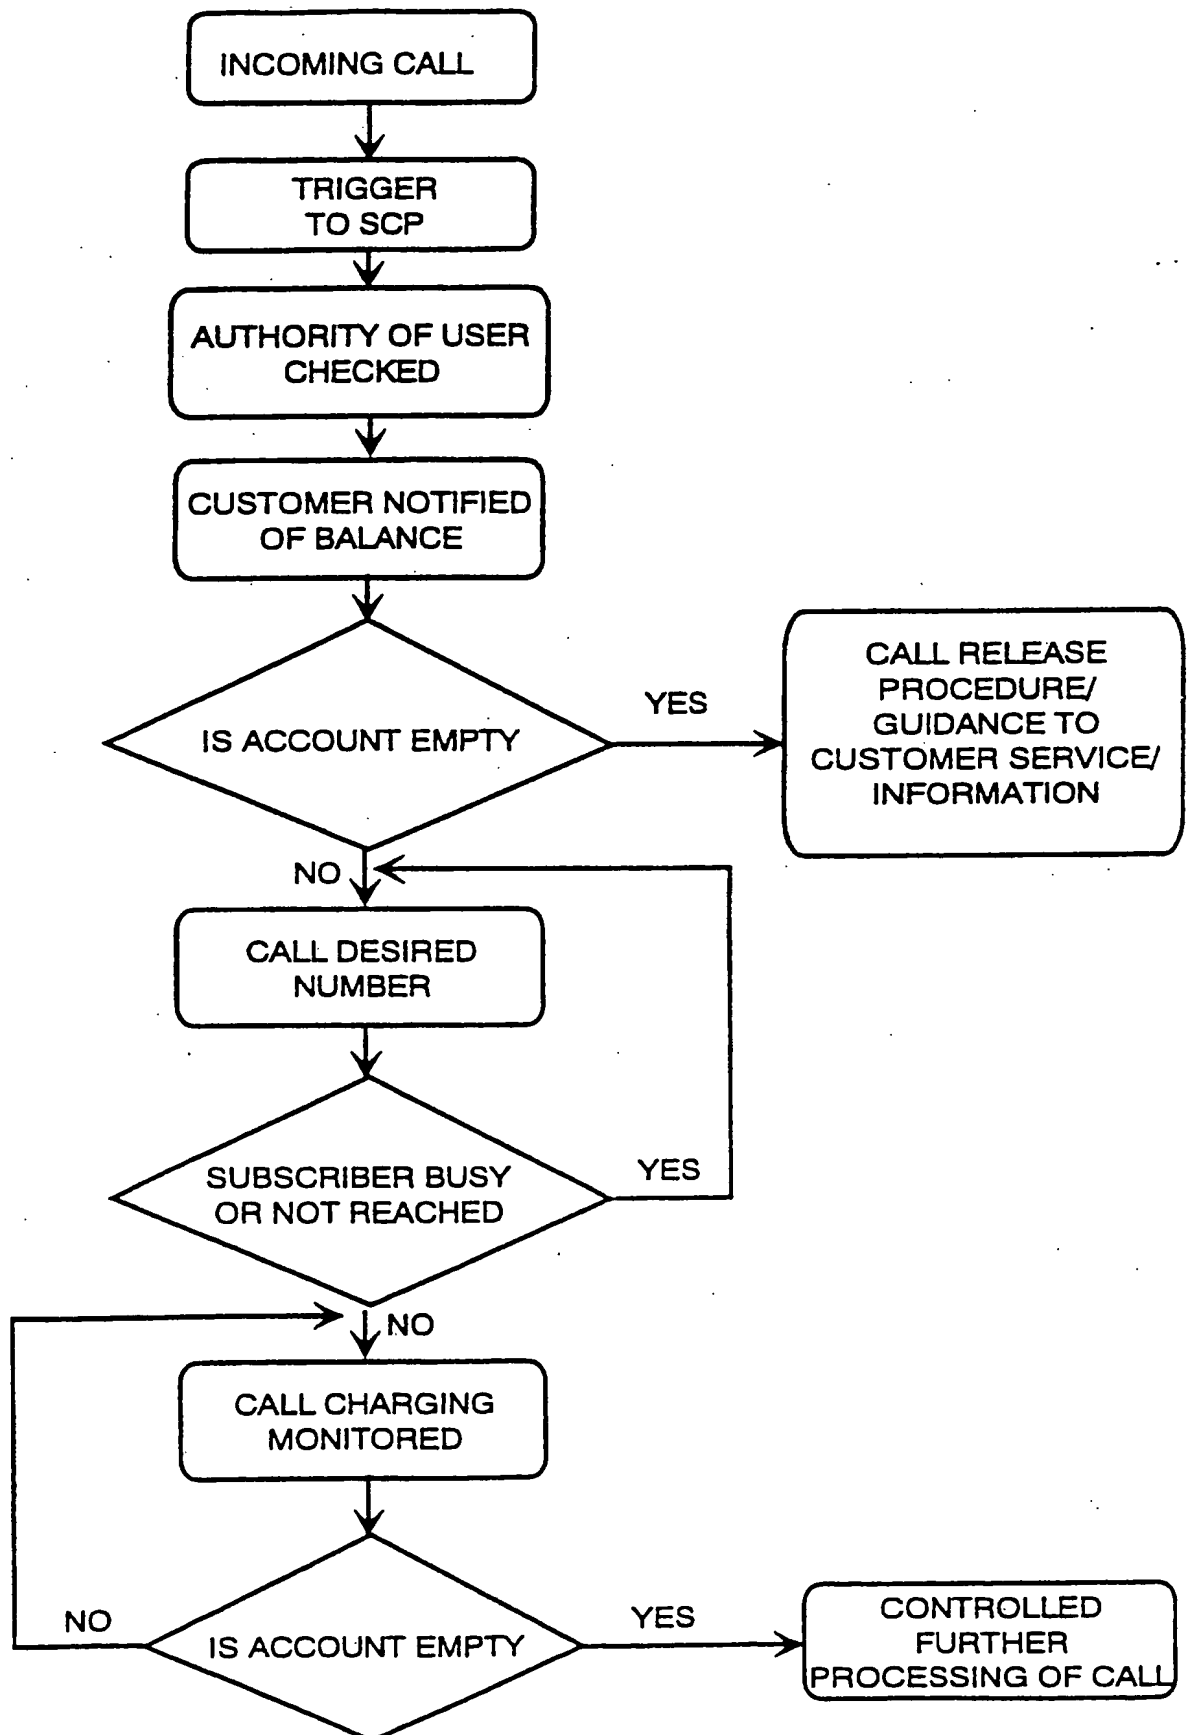 INCOMING CALL
TRIGGER
TO SCP
AUTHORITY OF USER
CHECKED
CUSTOMER NOTIFIED
OF BALANCE
IS ACCOUNT EMPTY
YES
CALL RELEASE
PROCEDURE/
GUIDANCE TO
CUSTOMER SERVICE/
INFORMATION
NO
CALL DESIRED
NUMBER
SUBSCRIBER BUSY
OR NOT REACHED
YES
NO
CALL CHARGING
MONITORED
NO
IS ACCOUNT EMPTY
YES
CONTROLLED
FURTHER
PROCESSING OF CALL